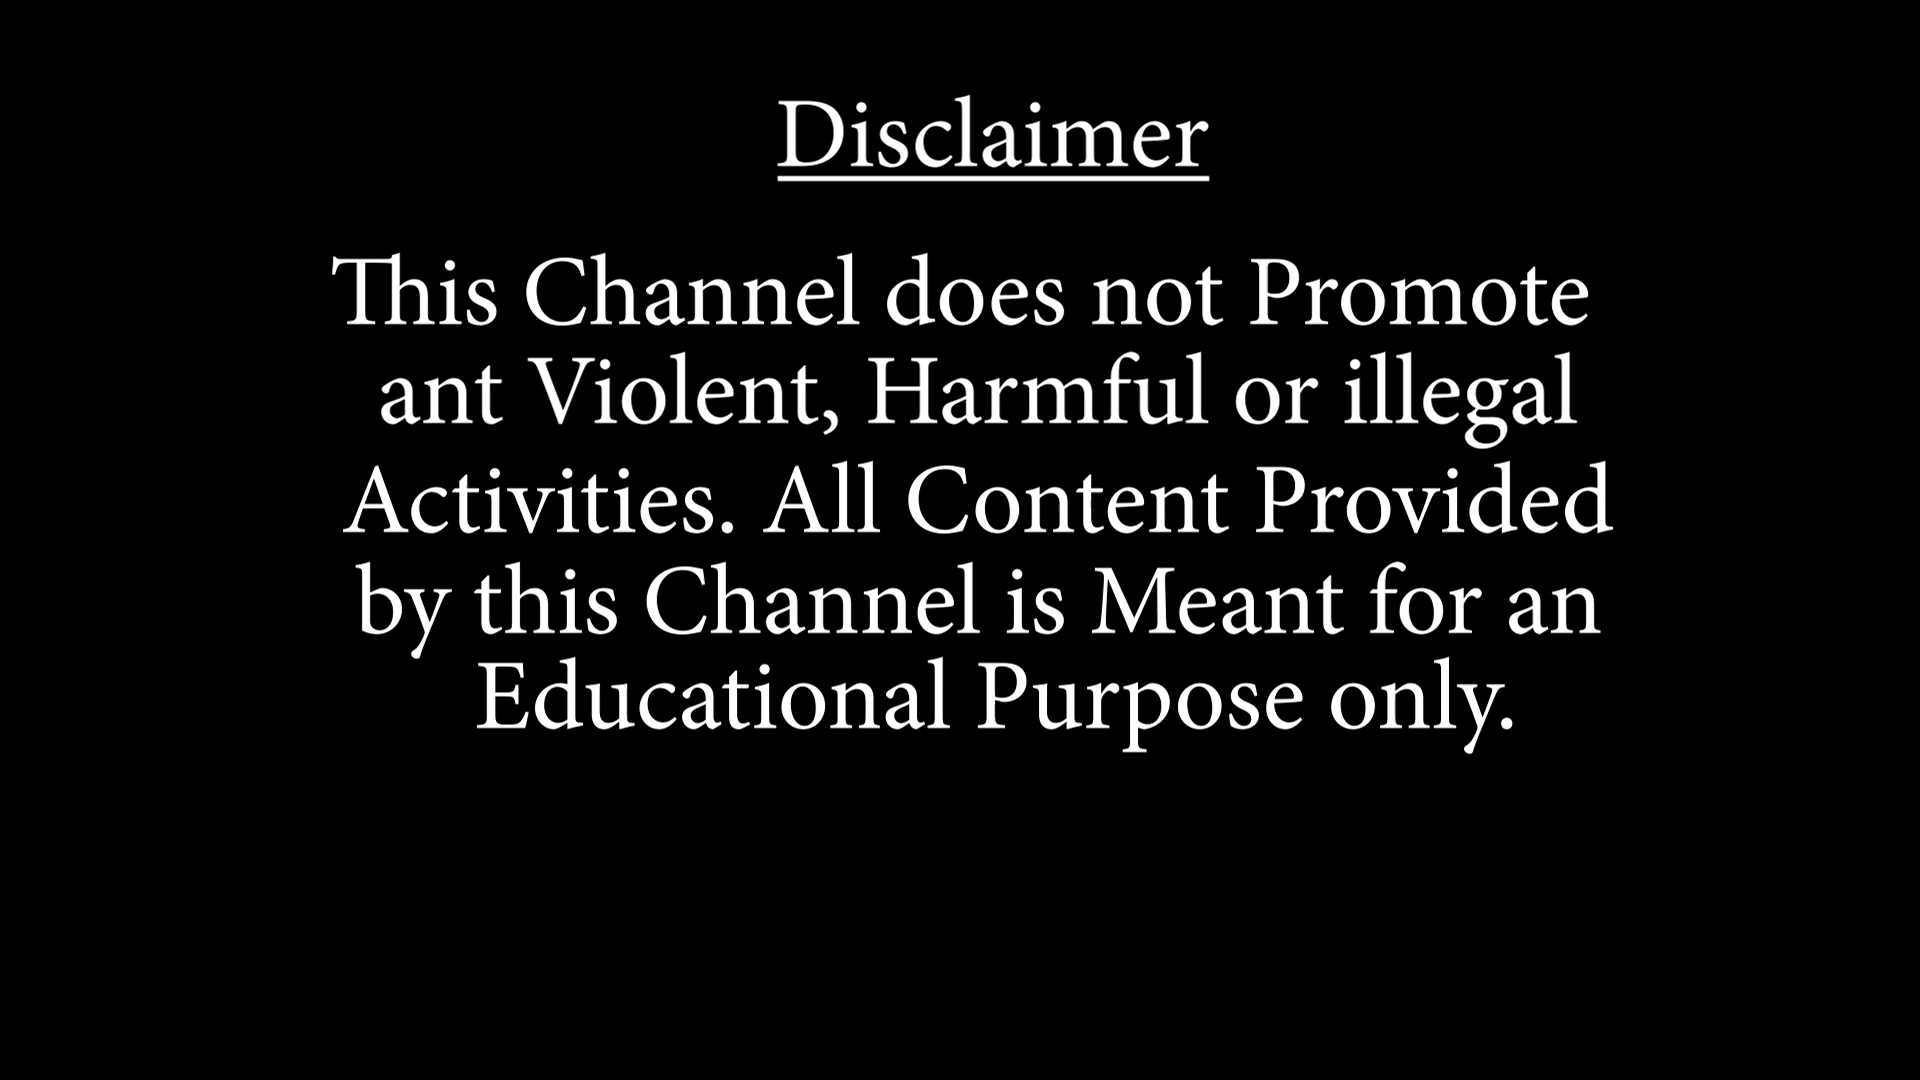 Disclaimer
This Channel does not Promote
ant Violent, Harmful or illegal
Activities. All Content Provided
by this Channel is Meant for an
Educational Purpose only.